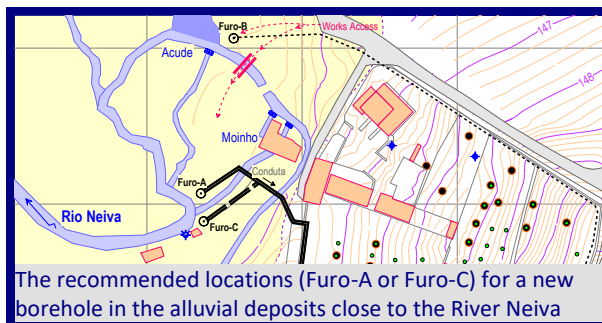 Furo-B
Works Access
147
Acude
148
Moinho
Conduta
Furo-A
Rio Neiva
Furo-C
The recommended locations (Furo-A or Furo-C) for a new
borehole in the alluvial deposits close to the River Neiva